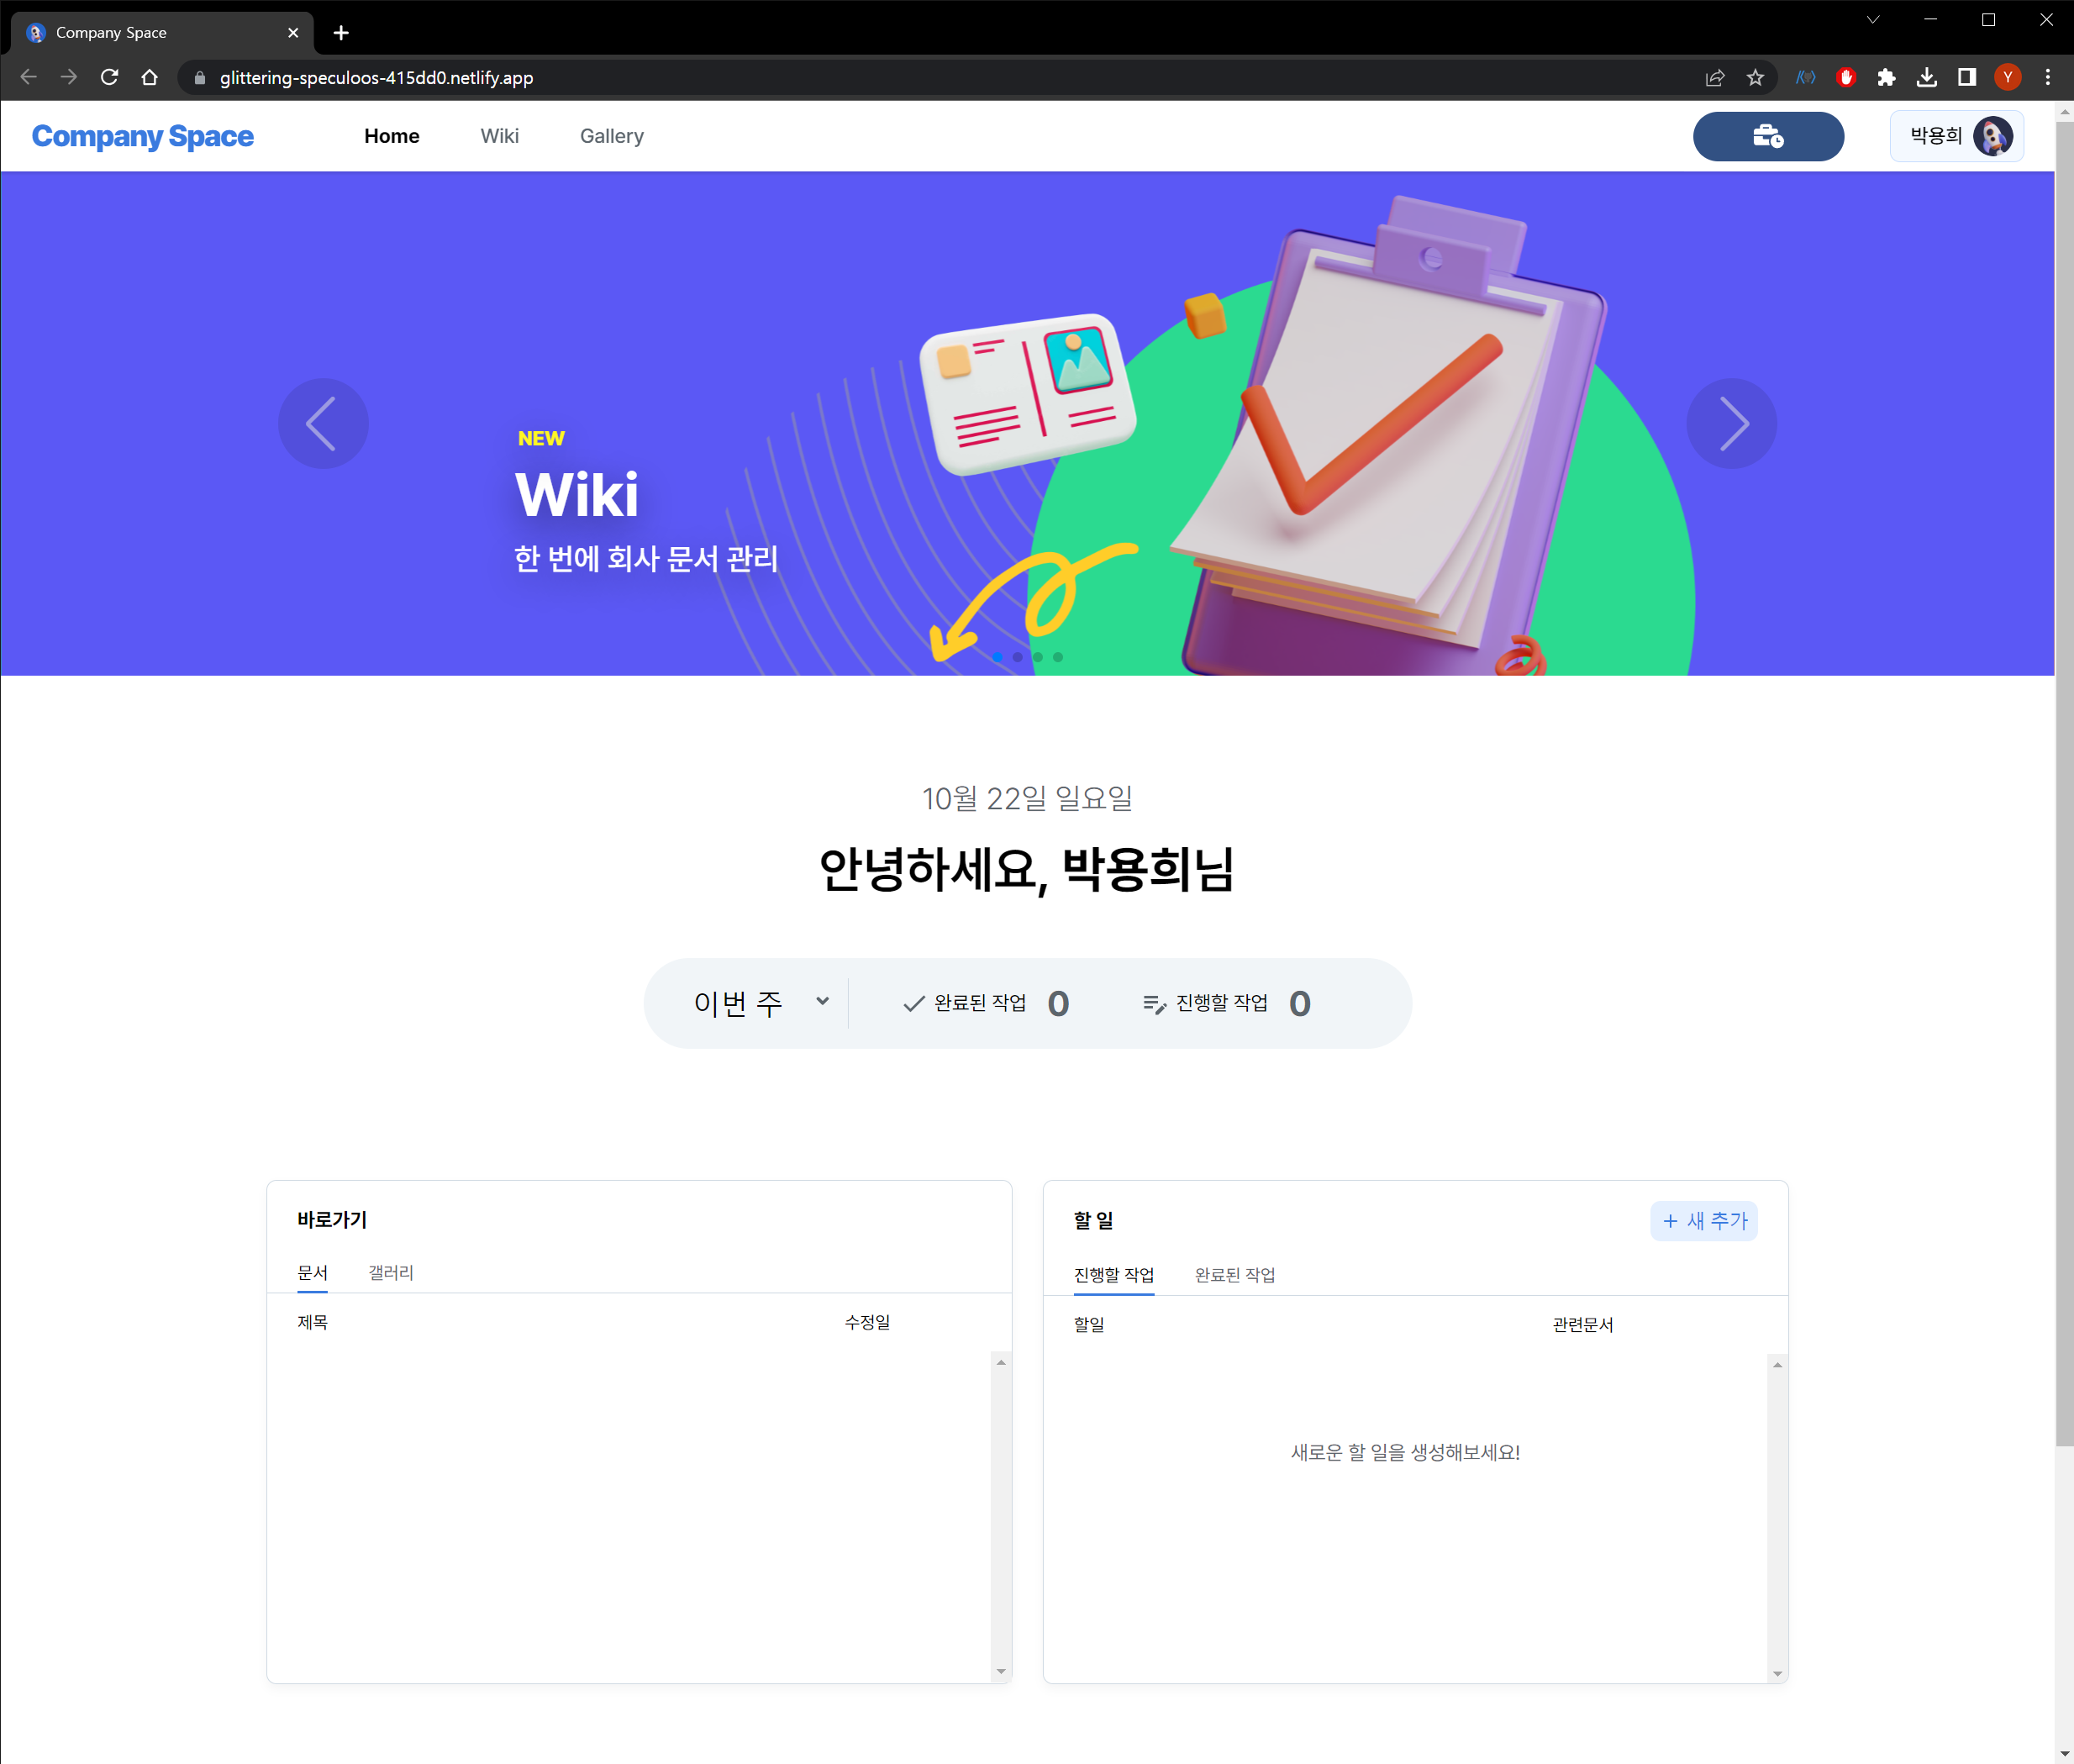 Company Space
glittering-speculoos-415dd0.netlify.app
Y
Company Space Home Wiki Gallery 박용희
NEW
Wiki
한 번에 회사 문서 관리
10월 22일 일요일
안녕하세요, 박용희님
이번 주 완료된 작업 0 진행할 작업 0
바로가기
문서 갤러리
제목 수정일
할 일 + 새 추가
진행할 작업 완료된 작업
할일 관련문서
새로운 할 일을 생성해보세요!